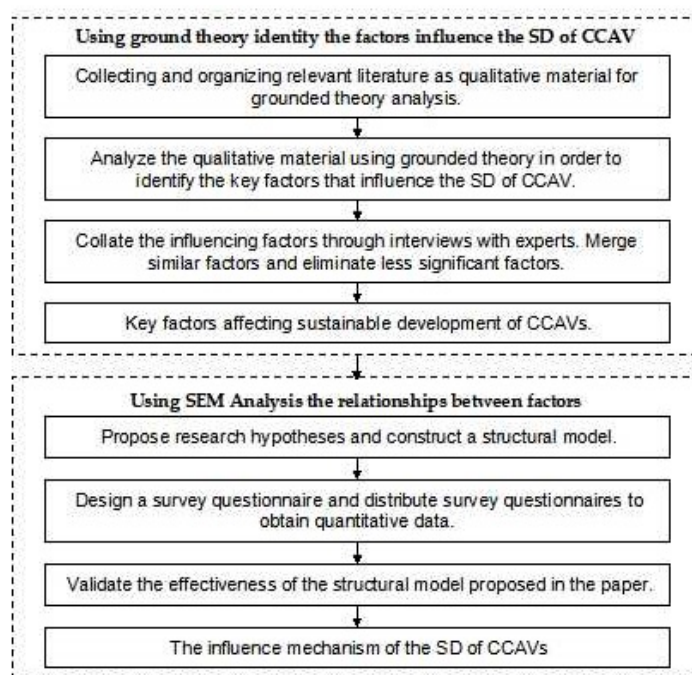 Using ground theory identity the factors influence the SD of CCAV
Collecting and organizing relevant literature as qualitative material for
grounded theory analysis.
Analyze the qualitative material using grounded theory in order to
identify the key factors that influence the SD of CCAV.
Collate the influencing factors through interviews with experts. Merge
similar factors and eliminate less significant factors.
Key factors affecting sustainable development of CCAVs.
Using SEM Analysis the relationships between factors
Propose research hypotheses and construct a structural model.
Design a survey questionnaire and distribute survey questionnaires to
obtain quantitative data.
Validate the effectiveness of the structural model proposed in the paper.
The influence mechanism of the SD of CCAVs